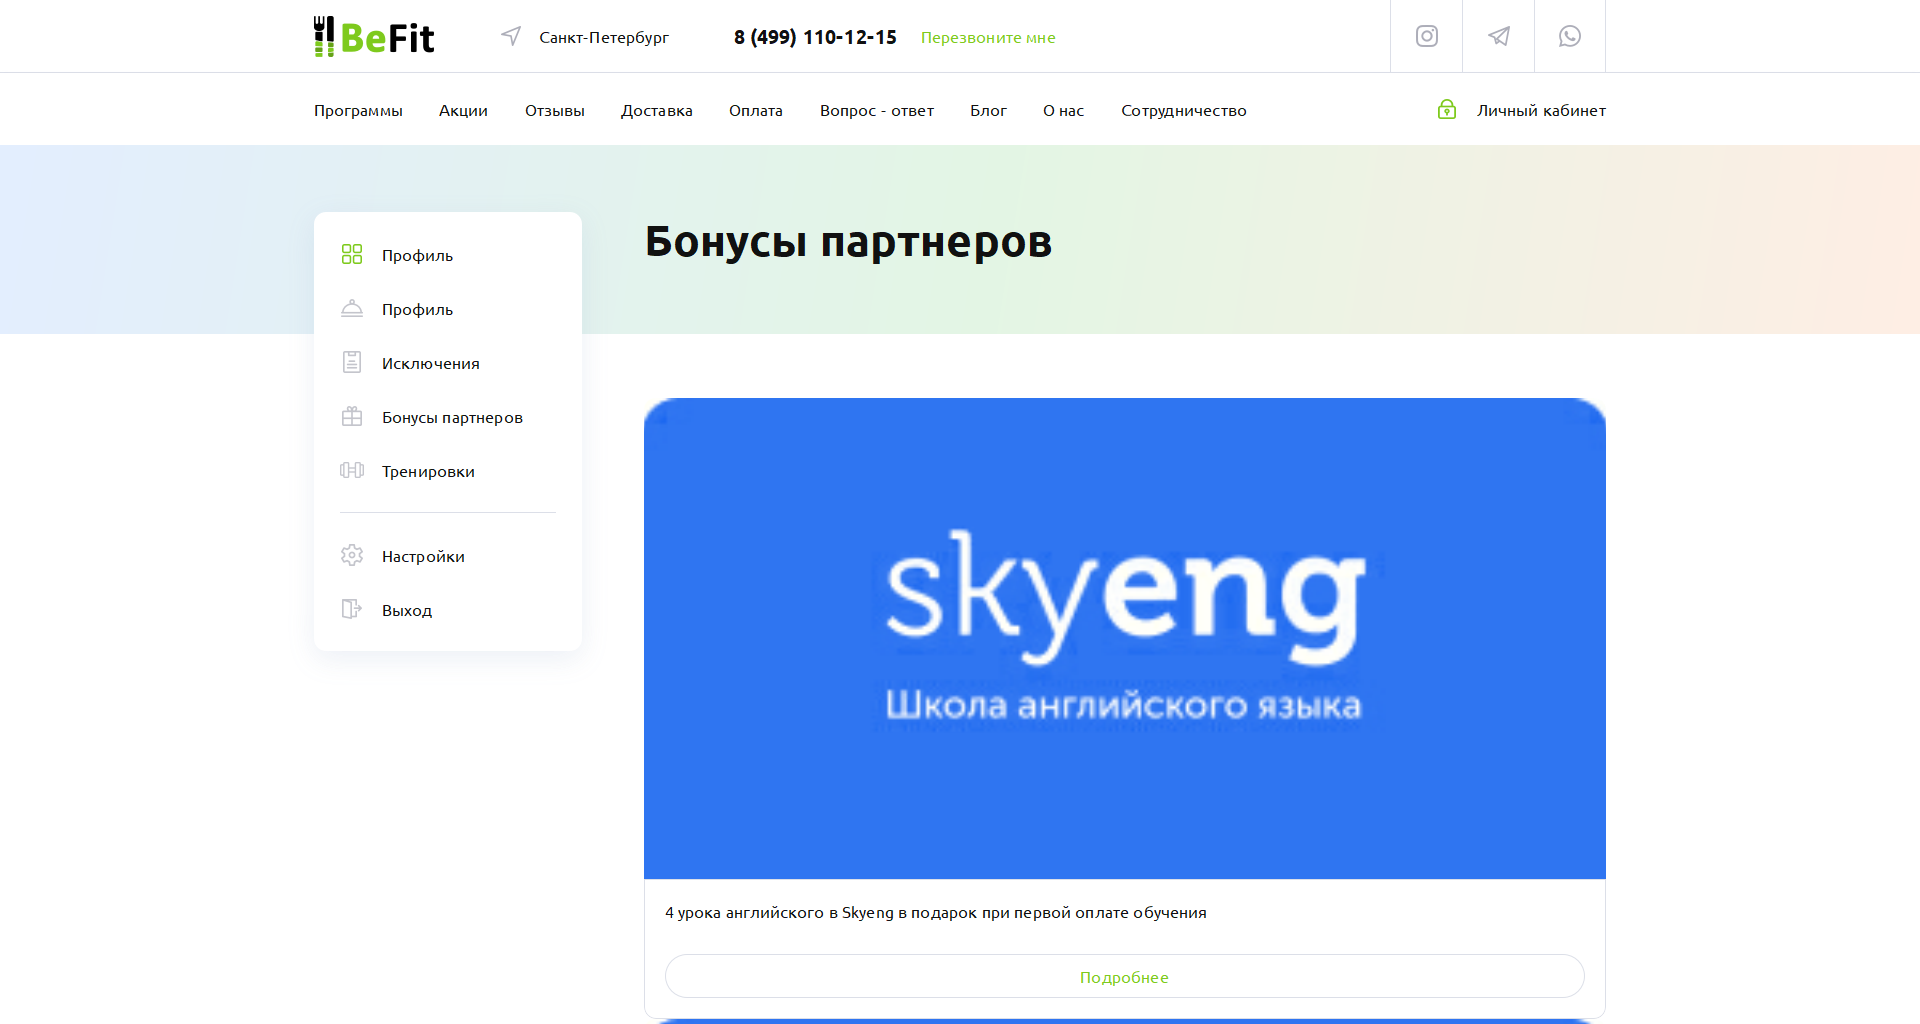 BeFit
Санкт-Петербург
8 (499) 110-12-15
Перезвоните мне
Программы
Акции
Отзывы
Доставка
Оплата
Вопрос - ответ
Блог
О нас
Сотрудничество
Личный кабинет
Бонусы партнеров
Профиль
Профиль
Исключения
Бонусы партнеров
Тренировки
Настройки
Выход
skyeng
Школа английского языка
4 урока английского в Skyeng в подарок при первой оплате обучения
Подробнее